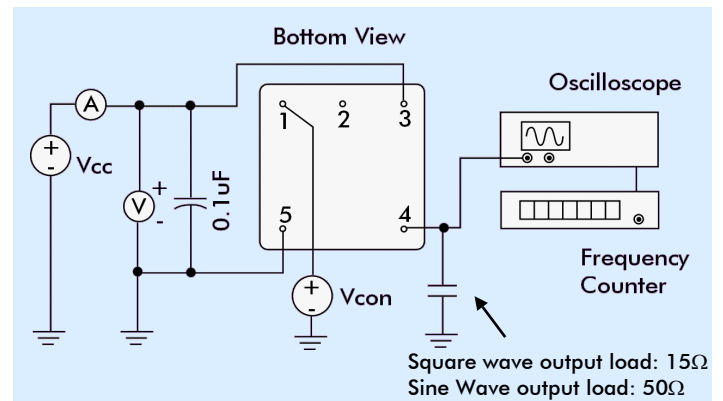 Bottom View
Oscilloscope
A
1
2
3
+
-
Vcc
V
+
-
0.1uF
5
4
+
-
Vcon
Frequency
Counter
Square wave output load: 15Ω
Sine Wave output load: 50Ω